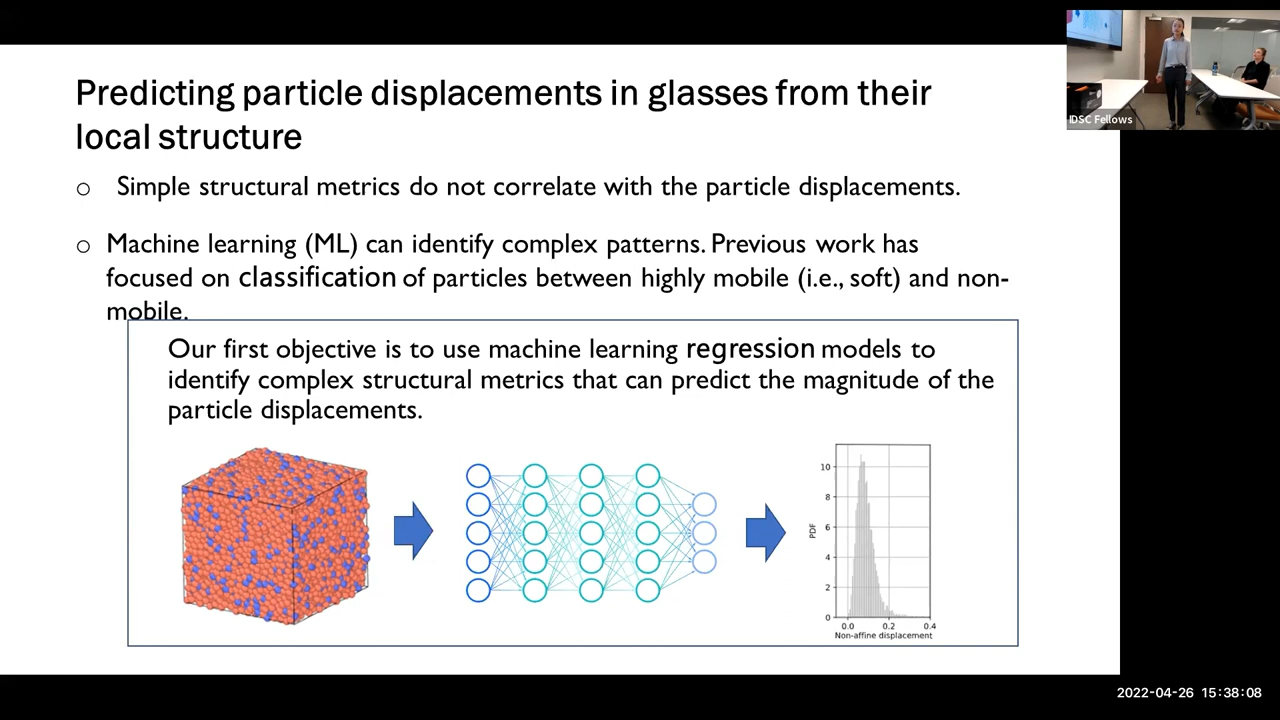 Predicting particle displacements in glasses from their
local structure
o Simple structural metrics do not correlate with the particle displacements.
o Machine learning (ML) can identify complex patterns. Previous work has
focused on classification of particles between highly mobile (i.e., soft) and non-
mobile.
Our first objective is to use machine learning regression models to
identify complex structural metrics that can predict the magnitude of the
particle displacements.
10
8
6
4
2
0
PDF
0.0 0.2 0.4
Non-affine displacement
IDSC Fellows
2022-04-26 15:38:08